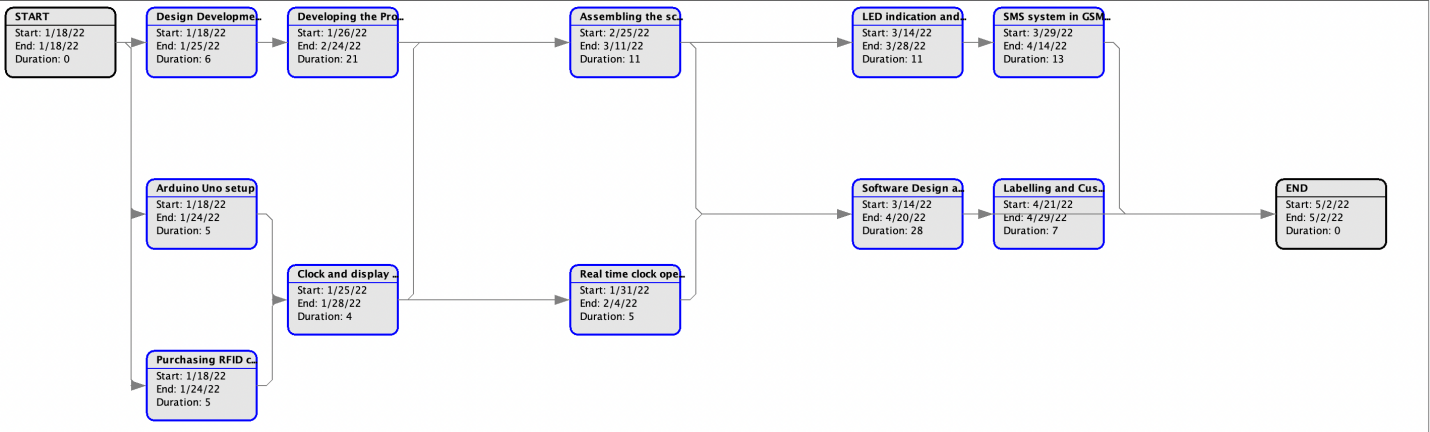 START
Start: 1/18/22
End: 1/18/22
Duration: 0
Design Developme..
Start: 1/18/22
End: 1/25/22
Duration: 6
Developing the Pro..
Start: 1/26/22
End: 2/24/22
Duration: 21
Assembling the sc..
Start: 2/25/22
End: 3/11/22
Duration: 11
LED indication and..
Start: 3/14/22
End: 3/28/22
Duration: 11
SMS system in GSM..
Start: 3/29/22
End: 4/14/22
Duration: 13
Arduino Uno setup
Start: 1/18/22
End: 1/24/22
Duration: 5
Software Design a..
Start: 3/14/22
End: 4/20/22
Duration: 28
Labelling and Cus..
Start: 4/21/22
End: 4/29/22
Duration: 7
END
Start: 5/2/22
End: 5/2/22
Duration: 0
Clock and display ..
Start: 1/25/22
End: 1/28/22
Duration: 4
Real time clock ope..
Start: 1/31/22
End: 2/4/22
Duration: 5
Purchasing RFID c..
Start: 1/18/22
End: 1/24/22
Duration: 5